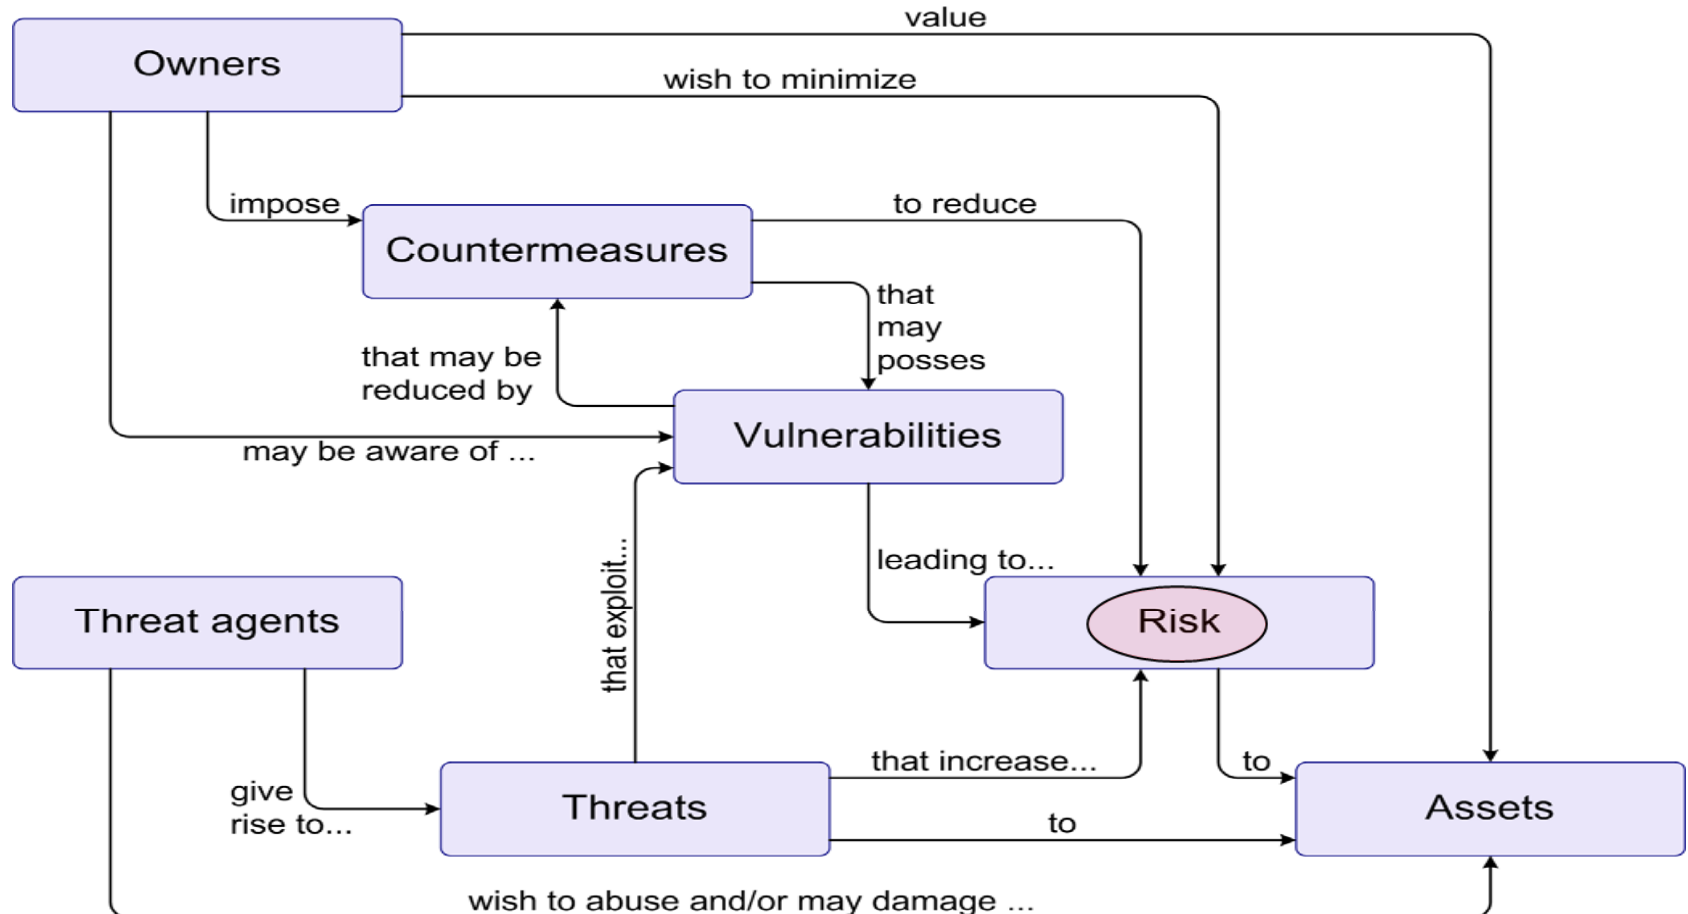 value
Owners
wish to minimize
impose
to reduce
Countermeasures
that
may
posses
that may be
reduced by
Vulnerabilities
may be aware of ...
that exploit...
leading to...
Threat agents
Risk
that increase...
to
give
rise to...
Threats
to
Assets
wish to abuse and/or may damage ...